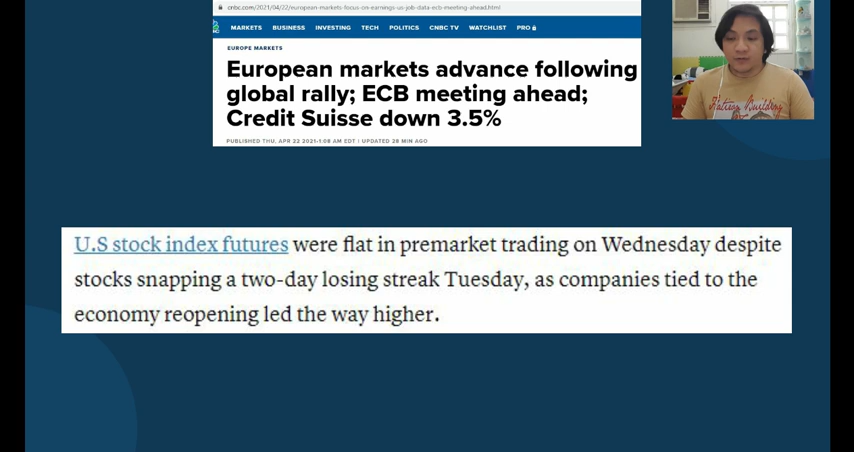 cnbc.com/2021/04/22/european-markets-focus-on-earnings-us-job-data-ecb-meeting-ahead.html
MARKETS BUSINESS INVESTING TECH POLITICS CNBC TV WATCHLIST PRO
EUROPE MARKETS
European markets advance following
global rally; ECB meeting ahead;
Credit Suisse down 3.5%
PUBLISHED THU, APR 22 2021 1:08 AM EDT | UPDATED 28 MIN AGO
U.S stock index futures were flat in premarket trading on Wednesday despite
stocks snapping a two-day losing streak Tuesday, as companies tied to the
economy reopening led the way higher.